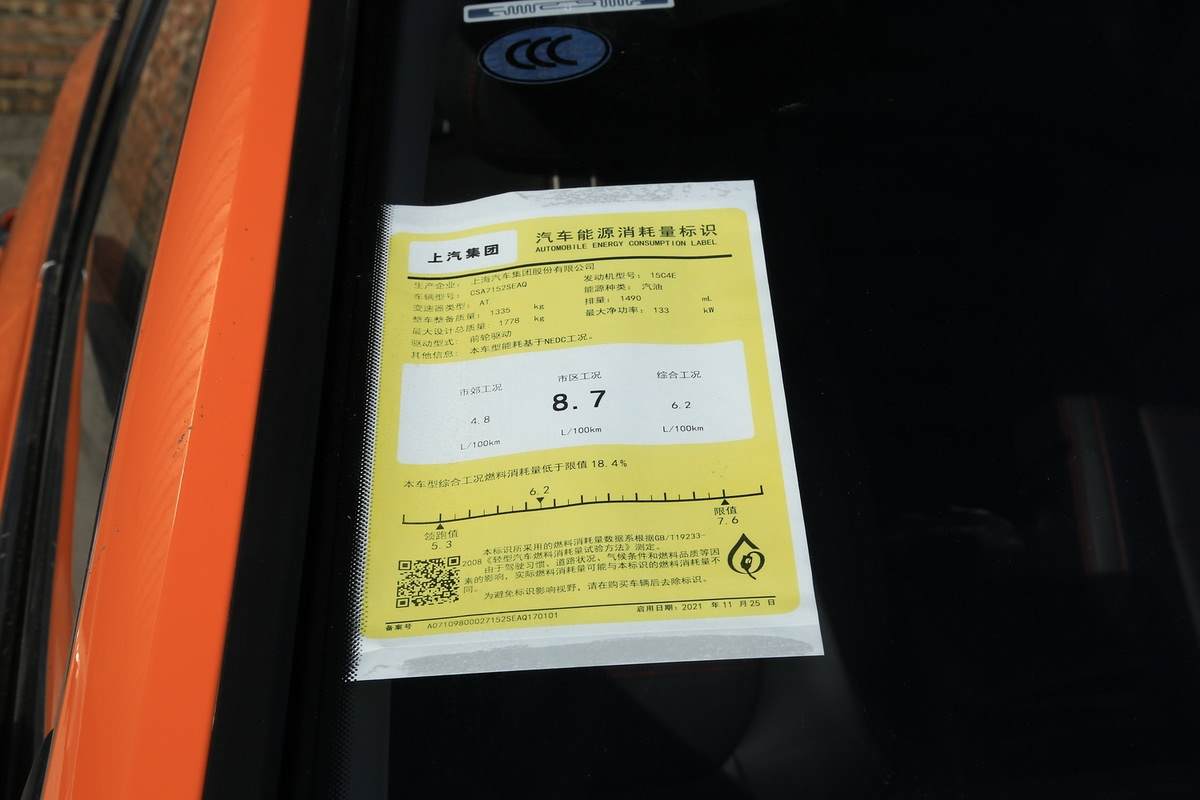 CCC
上汽集团
汽车能源消耗量标识
AUTOMOBILE ENERGY CONSUMPTION LABEL
生产企业: 上海汽车集团股份有限公司
车辆型号: CSA7152SEAQ
变速器类型: AT
整车整备质量: 1335 kg
最大设计总质量: 1778 kg
驱动型式: 前轮驱动
其他信息: 本车型能耗基于NEDC工况。
发动机型号: 15C4E
能源种类: 汽油
排量: 1490 mL
最大净功率: 133 kW
市郊工况 市区工况 综合工况
4.8 8.7 6.2
L/100km L/100km L/100km
本车型综合工况燃料消耗量低于限值 18.4%
6.2
领跑值 限值
5.3 7.6
本标识所采用的燃料消耗量数据系根据GB/T19233-
2008《轻型汽车燃料消耗量试验方法》测定。
由于驾驶习惯、道路状况、气候条件和燃料品质等因
素的影响，实际燃料消耗量可能与本标识的燃料消耗量不
同。
为避免标识影响视野，请在购买车辆后去除标识。
备案号 A07109800027152SEAQ170101 启用日期: 2021 年 11 月 25 日